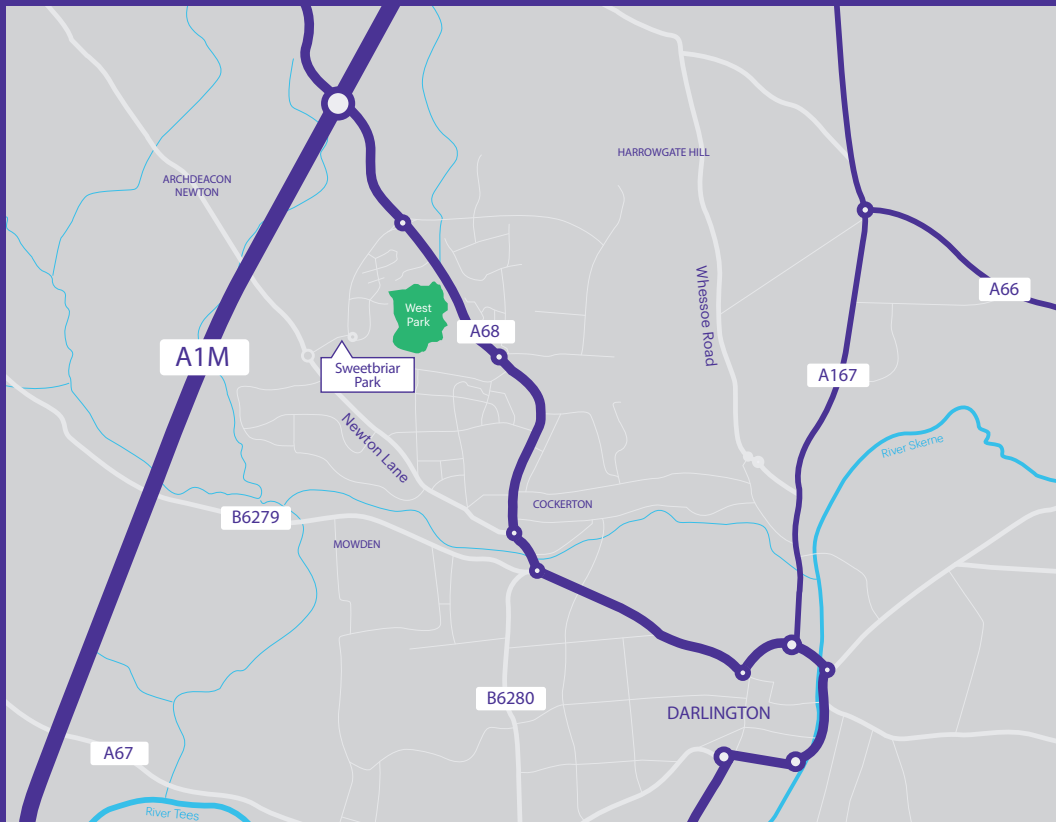 HARROWGATE HILL
ARCHDEACON
NEWTON
A66
West
Park
Whessoe Road
A68
A1M
Sweetbriar
Park
A167
Newton Lane
River Skerne
COCKERTON
B6279
MOWDEN
B6280
DARLINGTON
A67
River Tees